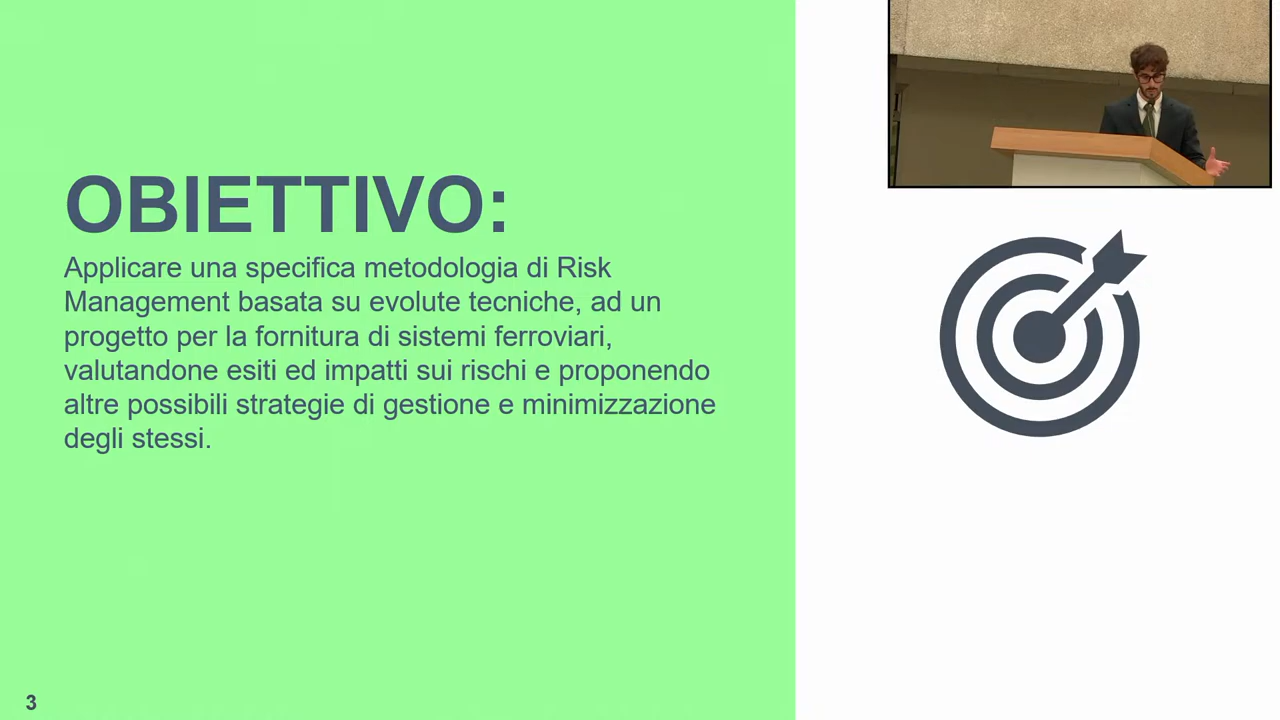 OBIETTIVO:
Applicare una specifica metodologia di Risk
Management basata su evolute tecniche, ad un
progetto per la fornitura di sistemi ferroviari,
valutandone esiti ed impatti sui rischi e proponendo
altre possibili strategie di gestione e minimizzazione
degli stessi.
3